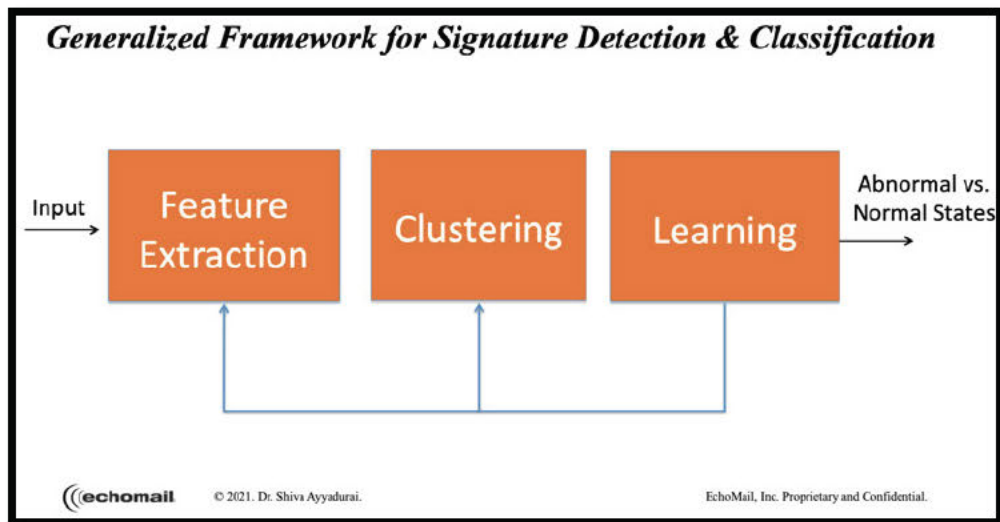 Generalized Framework for Signature Detection & Classification
Input
Feature
Extraction
Clustering
Learning
Abnormal vs.
Normal States
echomail
© 2021. Dr. Shiva Ayyadurai.
EchoMail, Inc. Proprietary and Confidential.